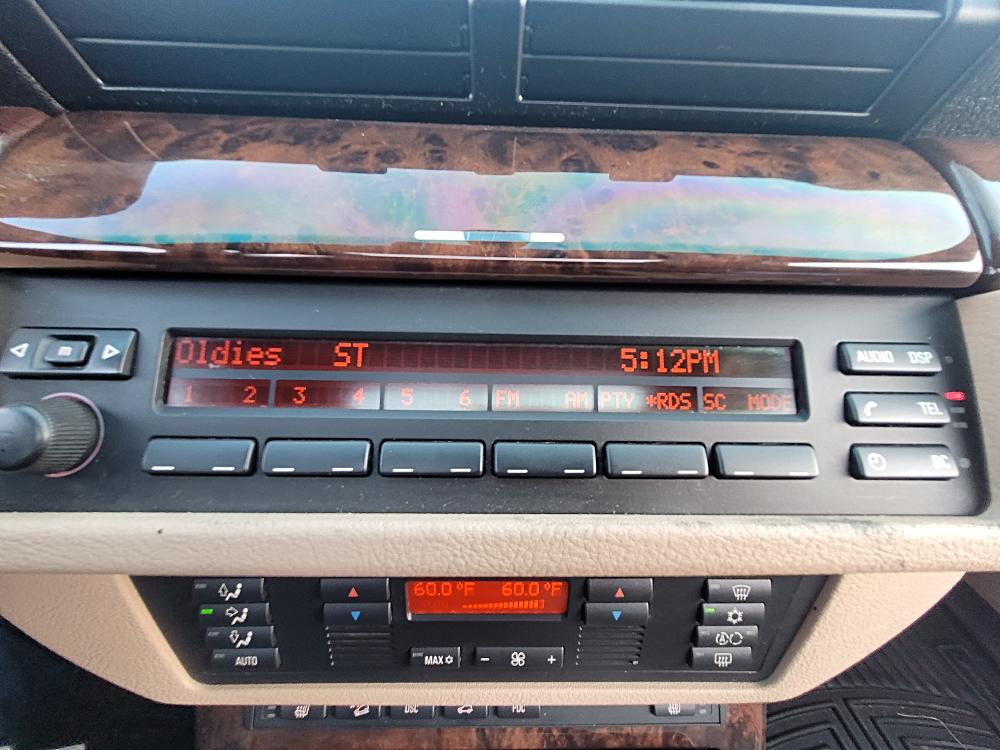 Oldies ST 5:12PM
1 2 3 4 5 6 FM AM PTY *RDS SC MODE
m
AUDIO DSP
TEL
BC
60.0°F 60.0°F
AUTO
MAX
- +
A
DSC PDC